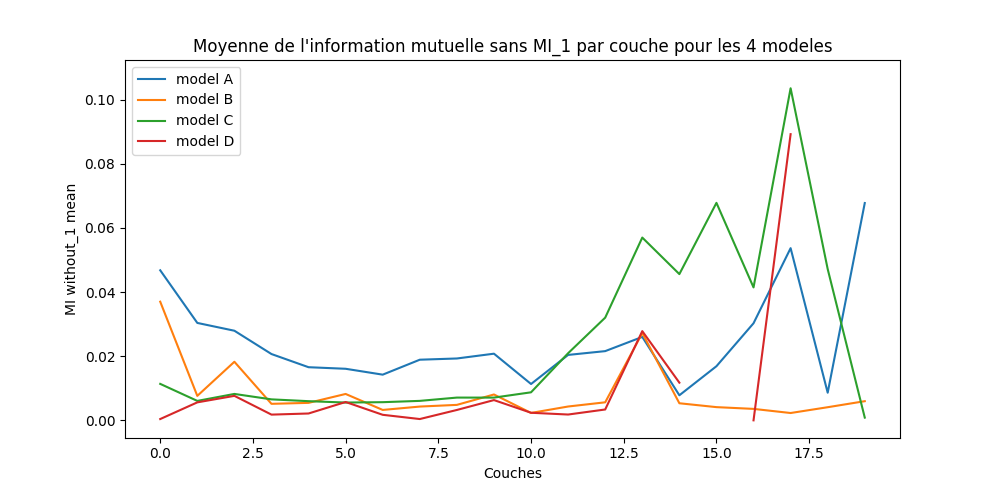 Moyenne de l'information mutuelle sans MI_1 par couche pour les 4 modeles
model A
model B
model C
model D
MI_without_1 mean
0.10
0.08
0.06
0.04
0.02
0.00
0.0 2.5 5.0 7.5 10.0 12.5 15.0 17.5
Couches